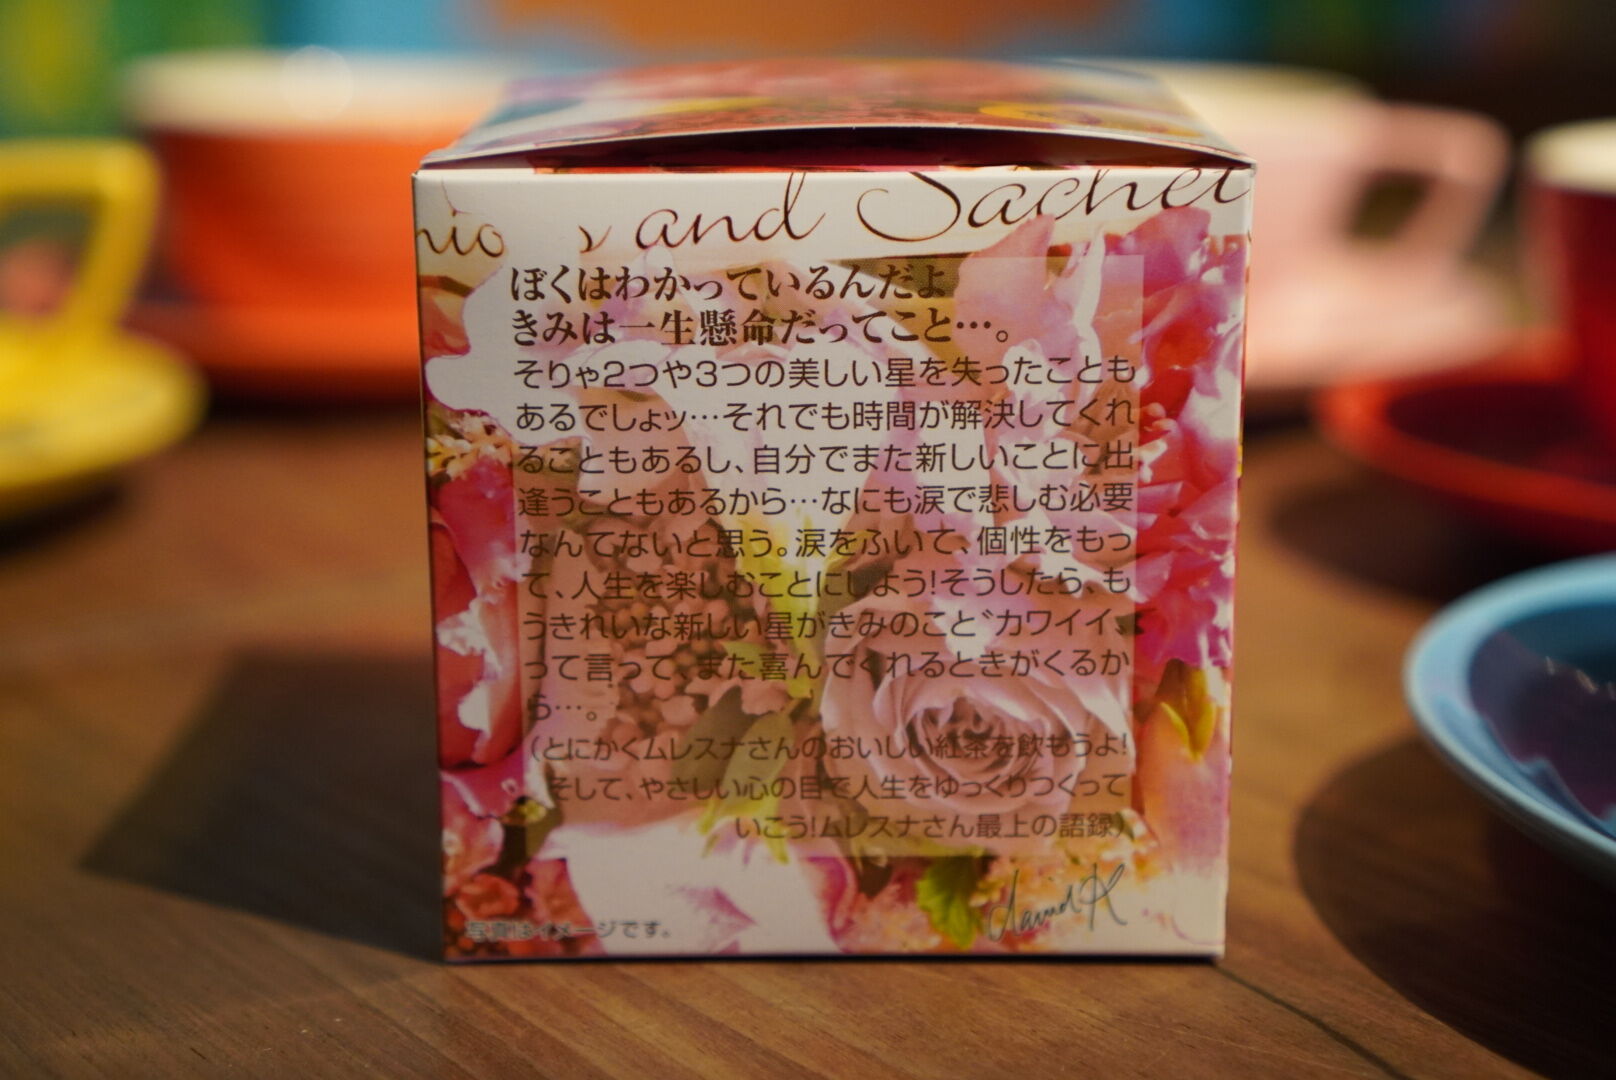 nio s and Sachet
ぼくはわかっているんだよ
きみは一生懸命だってこと…。
そりゃ2つや3つの美しい星を失ったことも
あるでしょッ…それでも時間が解決してくれ
ることもあるし、自分でまた新しいことに出
逢うこともあるから…なにも涙で悲しむ必要
なんてないと思う。涙をふいて、個性をもっ
て、人生を楽しむことにしよう!そうしたら、も
うきれいな新しい星がきみのこと〝カワイイ〟
って言って、また喜んでくれるときがくるか
ら…。
(とにかくムレスナさんのおいしい紅茶を飲もうよ!
そして、やさしい心の目で人生をゆっくりつくって
いこう!ムレスナさん最上の語録)
david K
写真はイメージです。